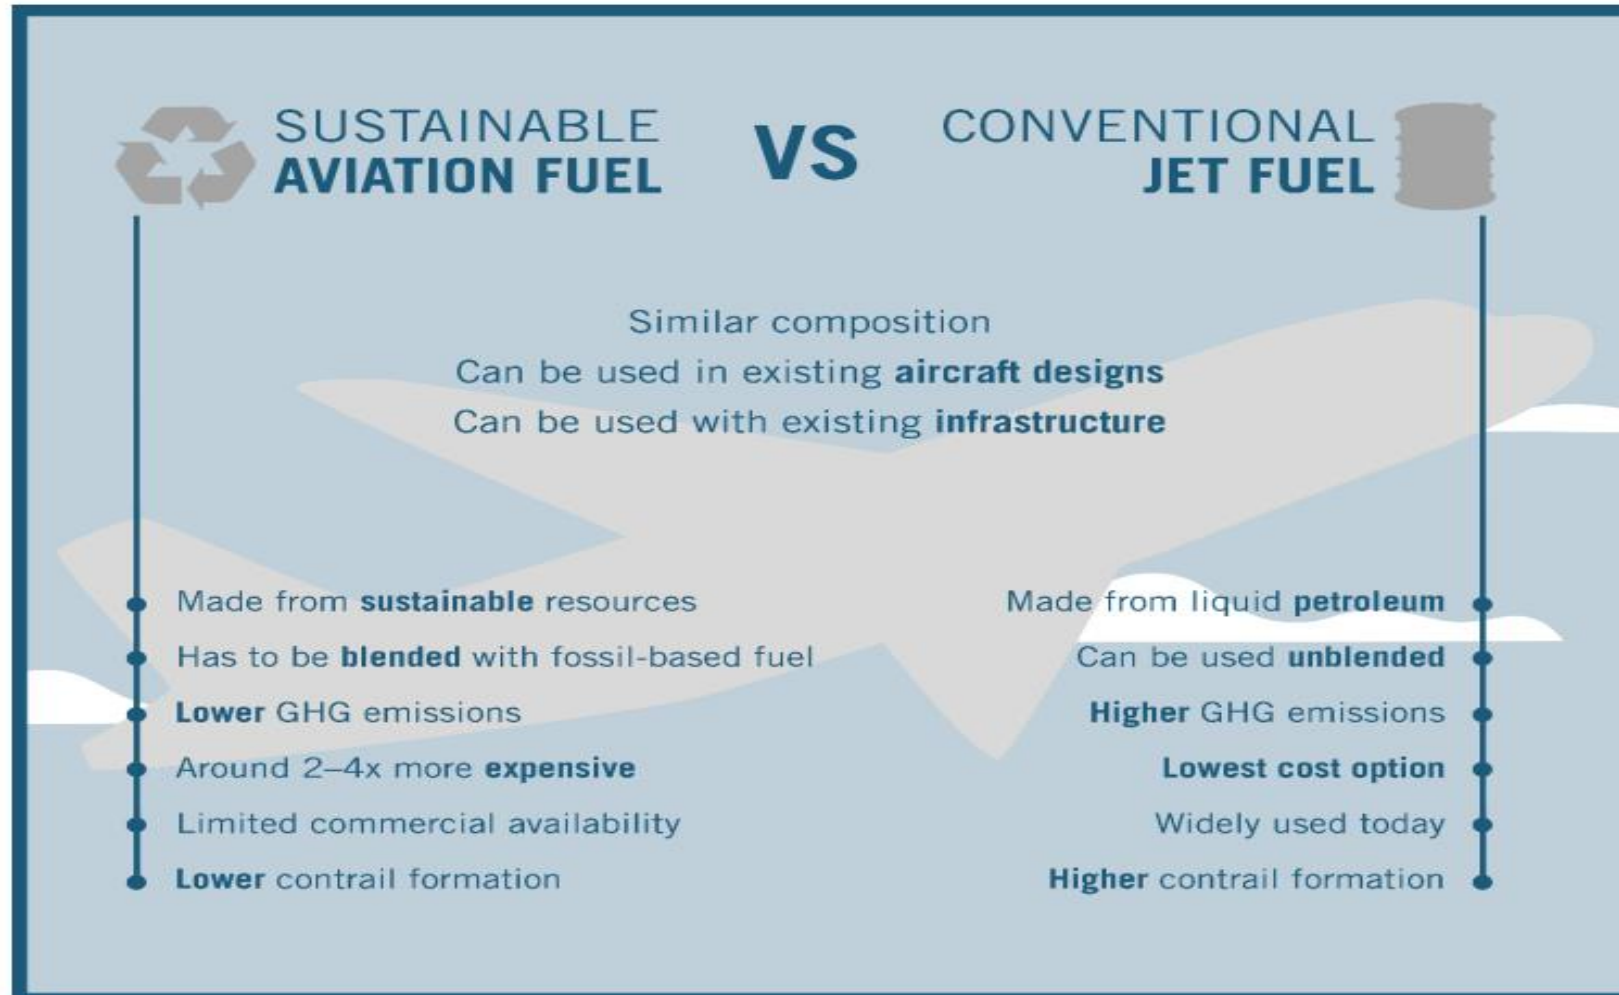 SUSTAINABLE
AVIATION FUEL
VS
CONVENTIONAL
JET FUEL
Similar composition
Can be used in existing aircraft designs
Can be used with existing infrastructure
Made from sustainable resources
Has to be blended with fossil-based fuel
Lower GHG emissions
Around 2–4x more expensive
Limited commercial availability
Lower contrail formation
Made from liquid petroleum
Can be used unblended
Higher GHG emissions
Lowest cost option
Widely used today
Higher contrail formation